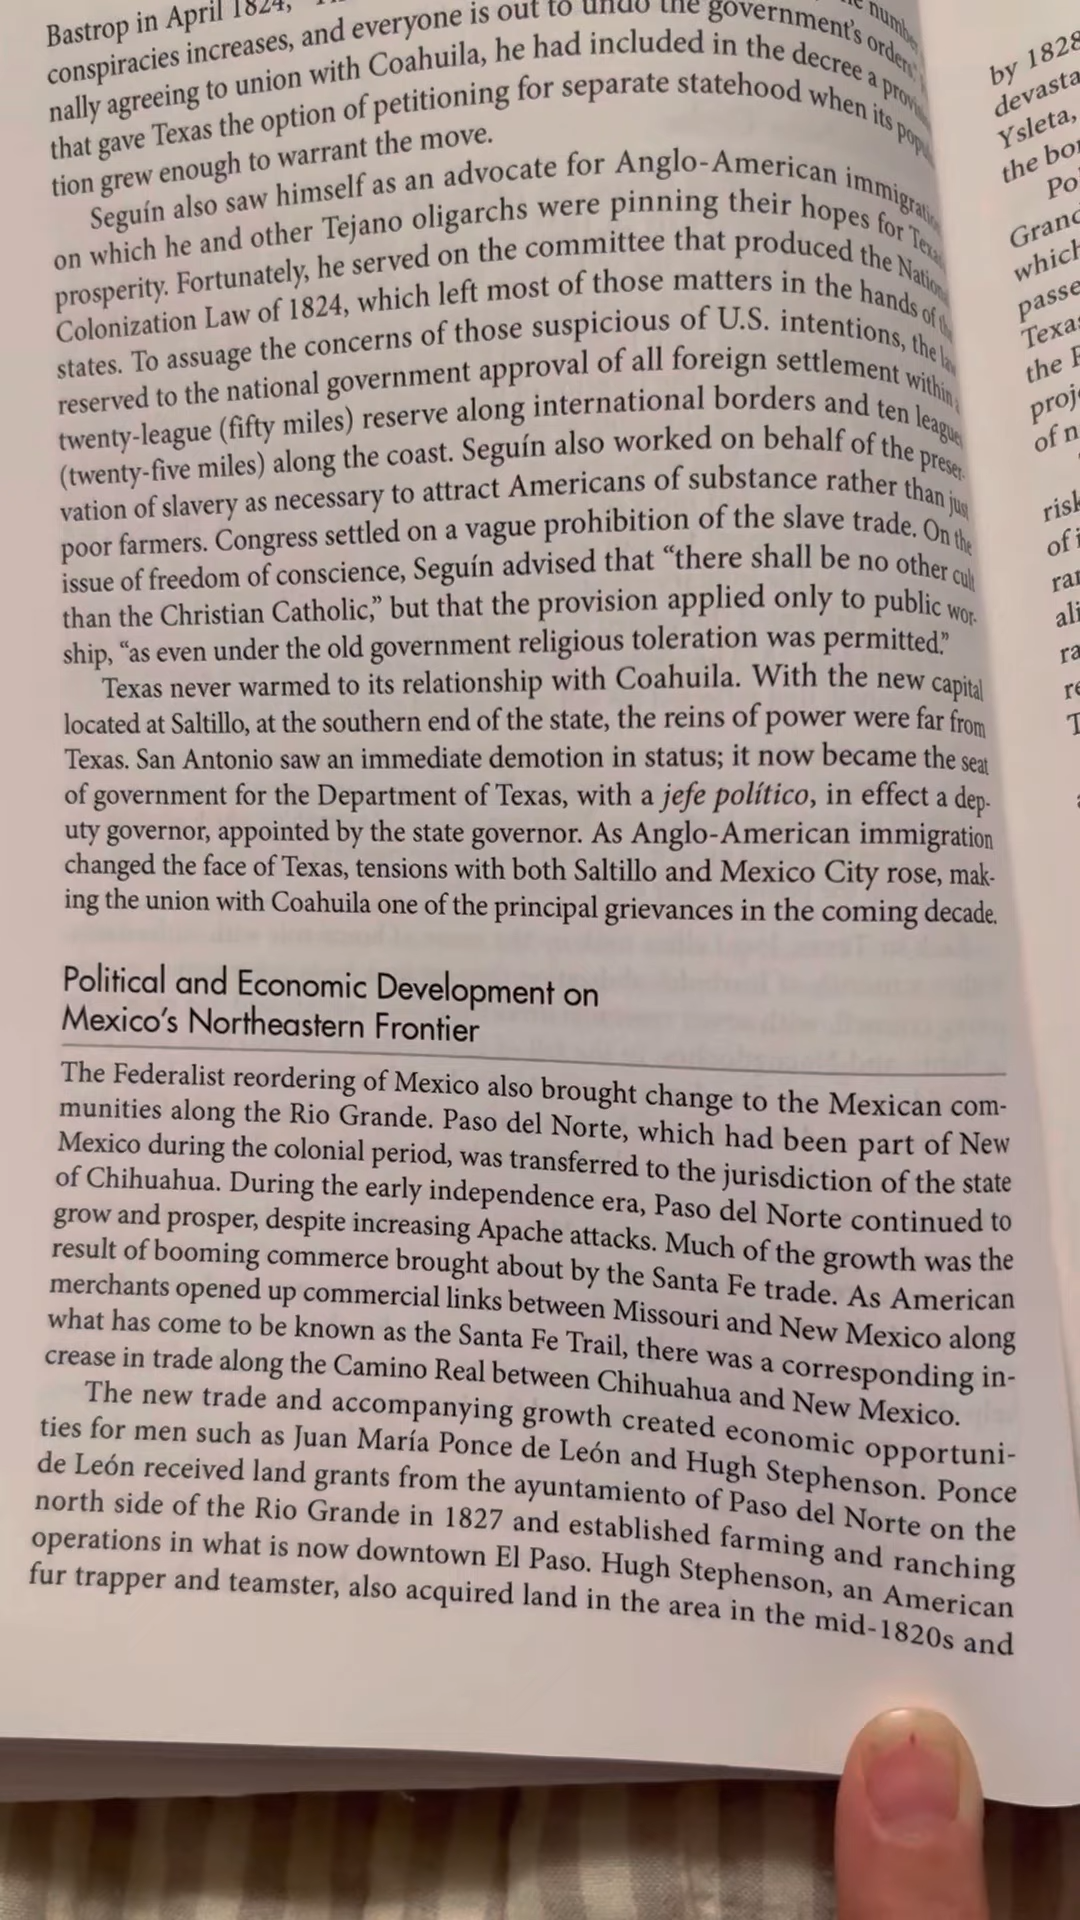 Bastrop in April 1824,
conspiracies increases, and everyone is out to undo the government's orders."
nally agreeing to union with Coahuila, he had included in the decree a
that gave Texas the option of petitioning for separate statehood when its
tion grew enough to warrant the move.
Seguín also saw himself as an advocate for Anglo-American
on which he and other Tejano oligarchs were pinning their hopes for
prosperity. Fortunately, he served on the committee that produced the
Colonization Law of 1824, which left most of those matters in the hands of
states. To assuage the concerns of those suspicious of U.S. intentions, the law
reserved to the national government approval of all foreign settlement within
twenty-league (fifty miles) reserve along international borders and ten
(twenty-five miles) along the coast. Seguín also worked on behalf of the preser-
vation of slavery as necessary to attract Americans of substance rather than just
poor farmers. Congress settled on a vague prohibition of the slave trade. On the
issue of freedom of conscience, Seguín advised that "there shall be no other cult
than the Christian Catholic," but that the provision applied only to public wor-
ship, "as even under the old government religious toleration was permitted."
Texas never warmed to its relationship with Coahuila. With the new capital
located at Saltillo, at the southern end of the state, the reins of power were far from
Texas. San Antonio saw an immediate demotion in status; it now became the seat
of government for the Department of Texas, with a jefe político, in effect a dep-
uty governor, appointed by the state governor. As Anglo-American immigration
changed the face of Texas, tensions with both Saltillo and Mexico City rose, mak-
ing the union with Coahuila one of the principal grievances in the coming decade.
Political and Economic Development on
Mexico's Northeastern Frontier
The Federalist reordering of Mexico also brought change to the Mexican com-
munities along the Rio Grande. Paso del Norte, which had been part of New
Mexico during the colonial period, was transferred to the jurisdiction of the state
of Chihuahua. During the early independence era, Paso del Norte continued to
grow and prosper, despite increasing Apache attacks. Much of the growth was the
result of booming commerce brought about by the Santa Fe trade. As American
merchants opened up commercial links between Missouri and New Mexico along
what has come to be known as the Santa Fe Trail, there was a corresponding in-
crease in trade along the Camino Real between Chihuahua and New Mexico.
The new trade and accompanying growth created economic opportuni-
ties for men such as Juan María Ponce de León and Hugh Stephenson. Ponce
de León received land grants from the ayuntamiento of Paso del Norte on the
north side of the Rio Grande in 1827 and established farming and ranching
operations in what is now downtown El Paso. Hugh Stephenson, an American
fur trapper and teamster, also acquired land in the area in the mid-1820s and
by 1828
Ysleta,
the
which
the
of
of